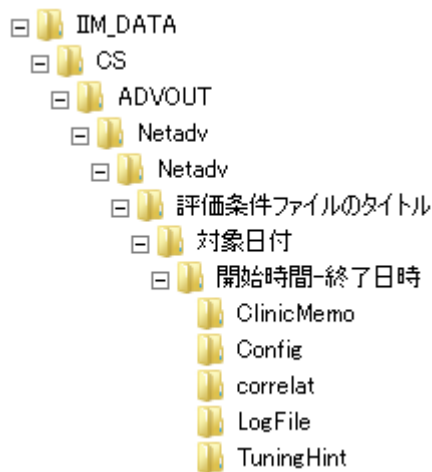 IIM_DATA
CS
ADVOUT
Netadv
Netadv
評価条件ファイルのタイトル
対象日付
開始時間-終了日時
ClinicMemo
Config
correlat
LogFile
TuningHint